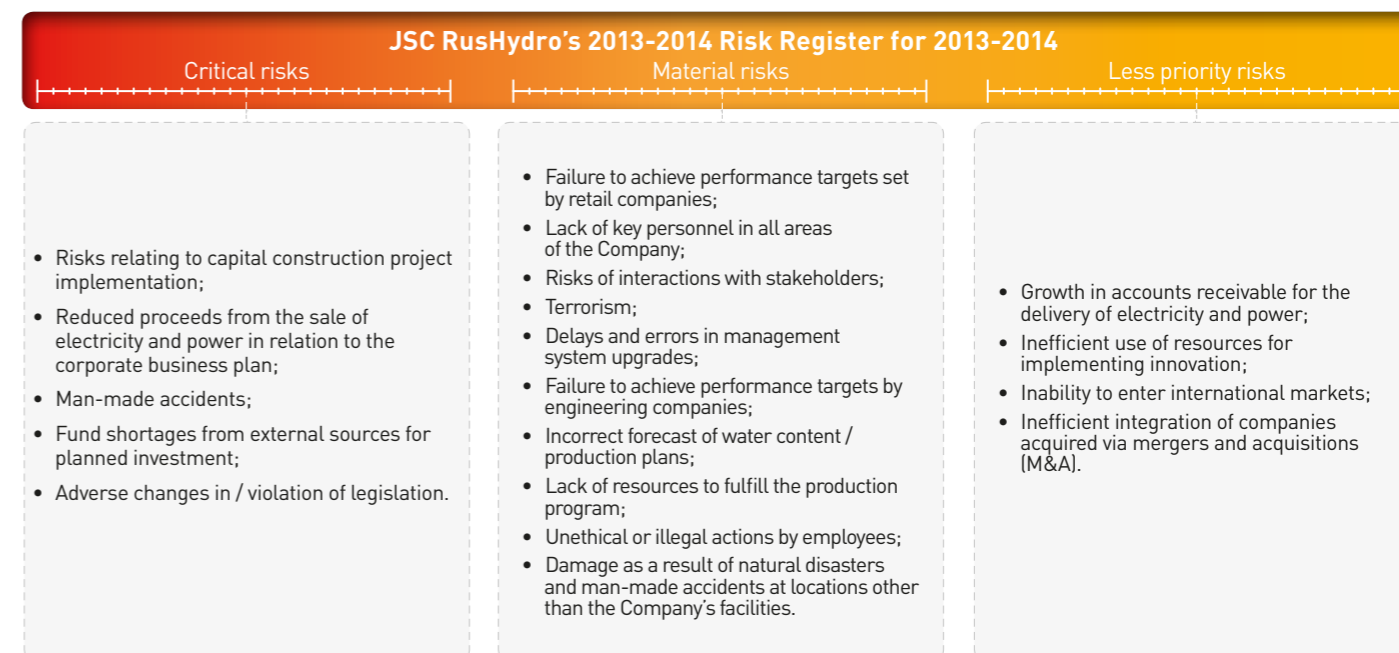 JSC RusHydro’s 2013-2014 Risk Register for 2013-2014
Critical risks
Material risks
Less priority risks
• Risks relating to capital construction project
implementation;
• Reduced proceeds from the sale of
electricity and power in relation to the
corporate business plan;
• Man-made accidents;
• Fund shortages from external sources for
planned investment;
• Adverse changes in / violation of legislation.
• Failure to achieve performance targets set
by retail companies;
• Lack of key personnel in all areas
of the Company;
• Risks of interactions with stakeholders;
• Terrorism;
• Delays and errors in management
system upgrades;
• Failure to achieve performance targets by
engineering companies;
• Incorrect forecast of water content /
production plans;
• Lack of resources to fulfill the production
program;
• Unethical or illegal actions by employees;
• Damage as a result of natural disasters
and man-made accidents at locations other
than the Company’s facilities.
• Growth in accounts receivable for the
delivery of electricity and power;
• Inefficient use of resources for
implementing innovation;
• Inability to enter international markets;
• Inefficient integration of companies
acquired via mergers and acquisitions
(M&A).